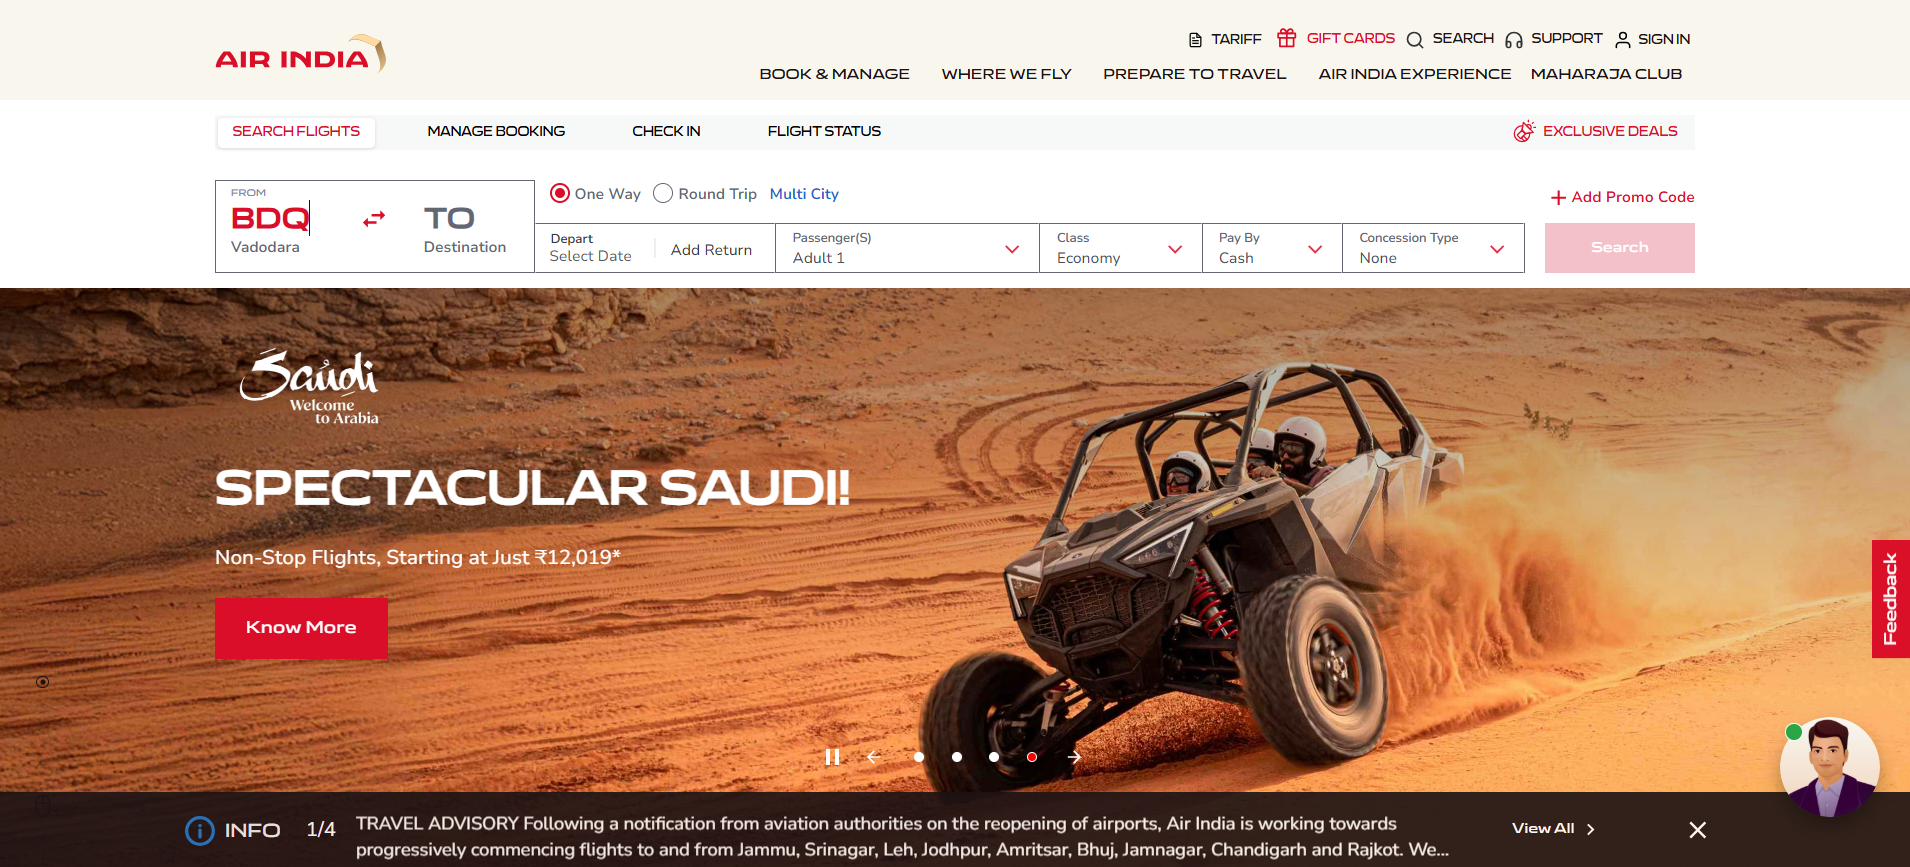 AIR INDIA
TARIFF
GIFT CARDS
SEARCH
SUPPORT
SIGN IN
BOOK & MANAGE
WHERE WE FLY
PREPARE TO TRAVEL
AIR INDIA EXPERIENCE
MAHARAJA CLUB
SEARCH FLIGHTS
MANAGE BOOKING
CHECK IN
FLIGHT STATUS
EXCLUSIVE DEALS
FROM
BDQ
Vadodara
TO
Destination
One Way
Round Trip
Multi City
Add Promo Code
Depart
Select Date
Add Return
Passenger(S)
Adult 1
Class
Economy
Pay By
Cash
Concession Type
None
Search
Saudi
Welcome
to Arabia
SPECTACULAR SAUDI!
Non-Stop Flights, Starting at Just ₹12,019*
Know More
Feedback
INFO
1/4
TRAVEL ADVISORY Following a notification from aviation authorities on the reopening of airports, Air India is working towards
progressively commencing flights to and from Jammu, Srinagar, Leh, Jodhpur, Amritsar, Bhuj, Jamnagar, Chandigarh and Rajkot. We...
View All